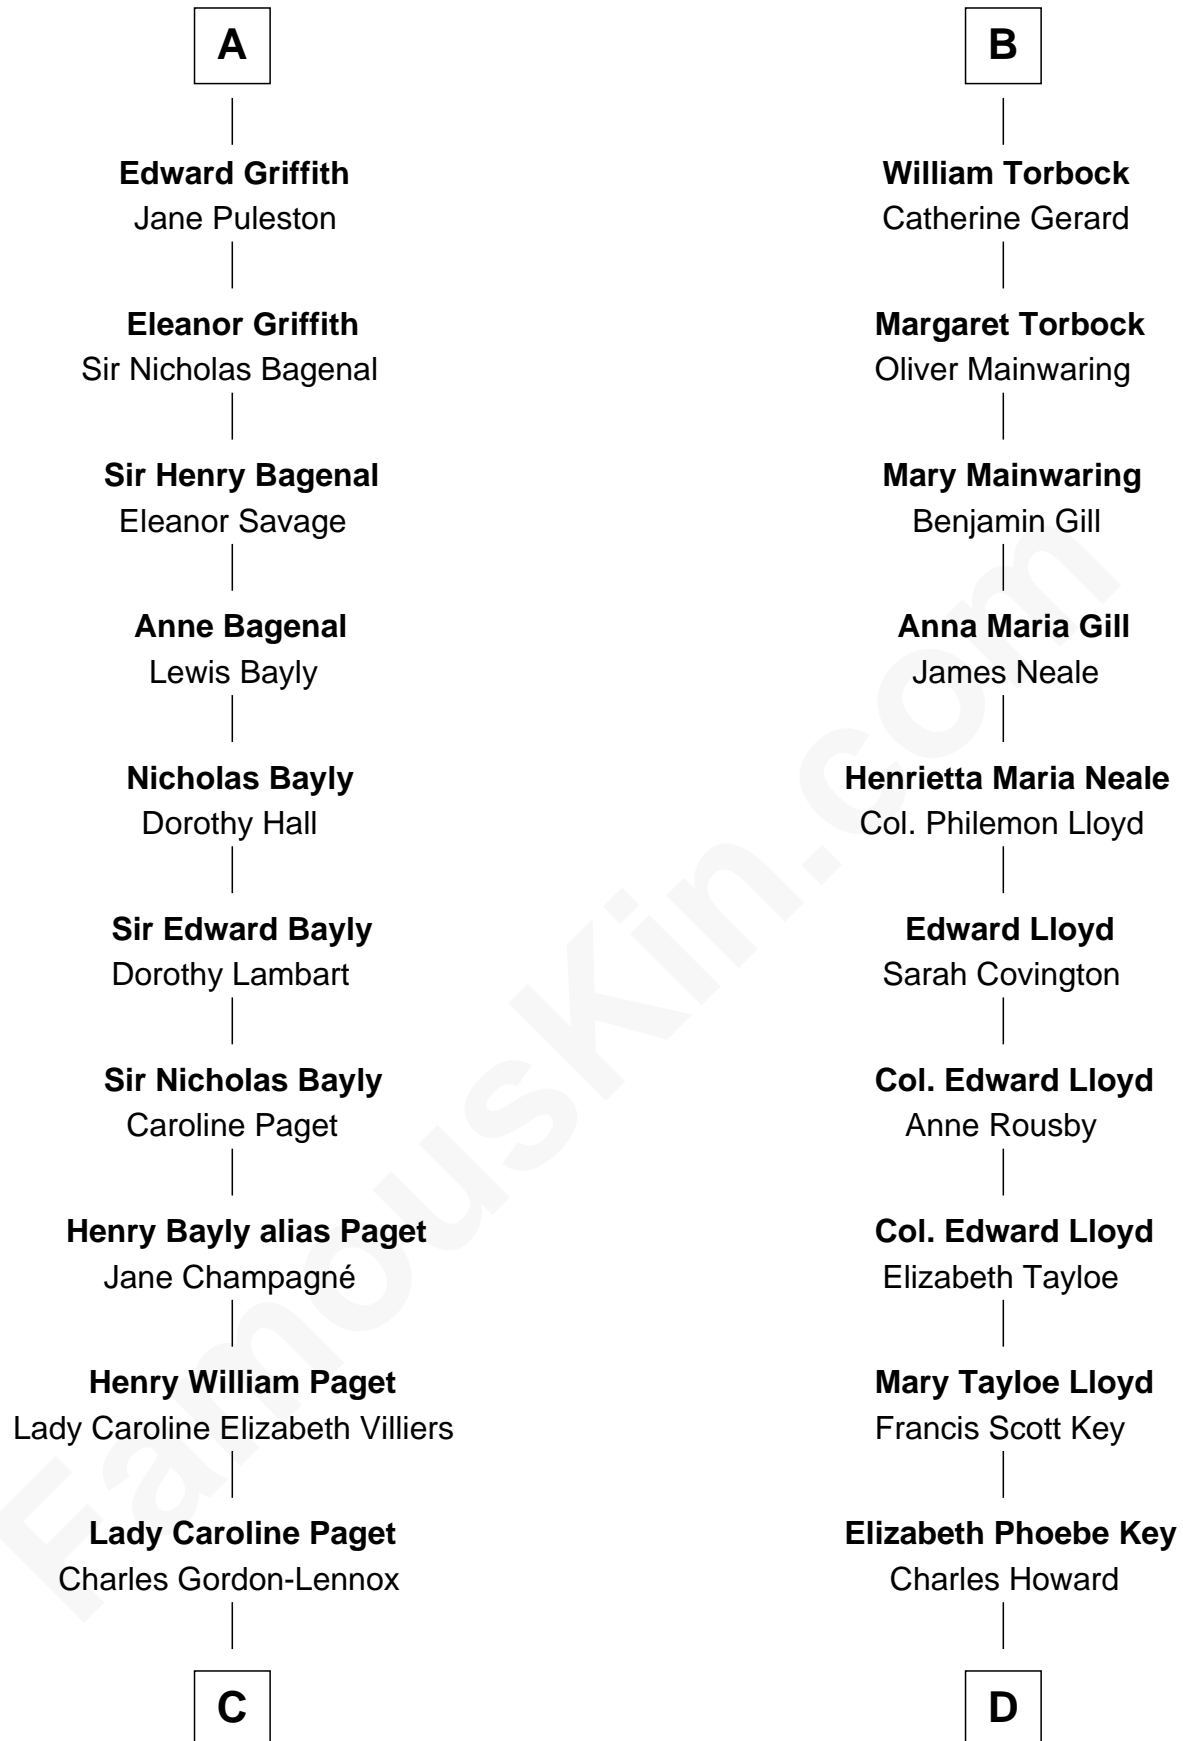 A
Edward Griffith
Jane Puleston
Eleanor Griffith
Sir Nicholas Bagenal
Sir Henry Bagenal
Eleanor Savage
Anne Bagenal
Lewis Bayly
Nicholas Bayly
Dorothy Hall
Sir Edward Bayly
Dorothy Lambart
Sir Nicholas Bayly
Caroline Paget
Henry Bayly alias Paget
Jane Champagné
Henry William Paget
Lady Caroline Elizabeth Villiers
Lady Caroline Paget
Charles Gordon-Lennox
C
B
William Torbock
Catherine Gerard
Margaret Torbock
Oliver Mainwaring
Mary Mainwaring
Benjamin Gill
Anna Maria Gill
James Neale
Henrietta Maria Neale
Col. Philemon Lloyd
Edward Lloyd
Sarah Covington
Col. Edward Lloyd
Anne Rousby
Col. Edward Lloyd
Elizabeth Tayloe
Mary Tayloe Lloyd
Francis Scott Key
Elizabeth Phoebe Key
Charles Howard
D
FamousKin.com